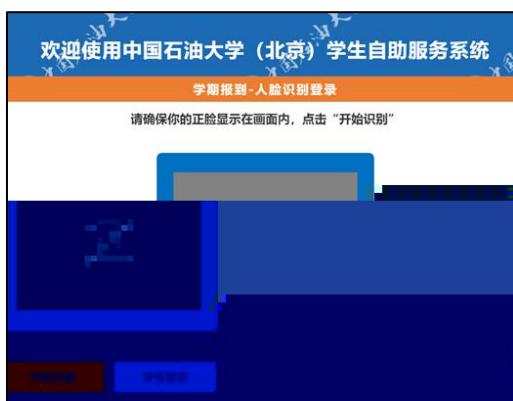 欢迎使用中国石油大学（北京）学生自助服务系统
学期报到-人脸识别登录
请确保你的正脸显示在画面内，点击“开始识别”